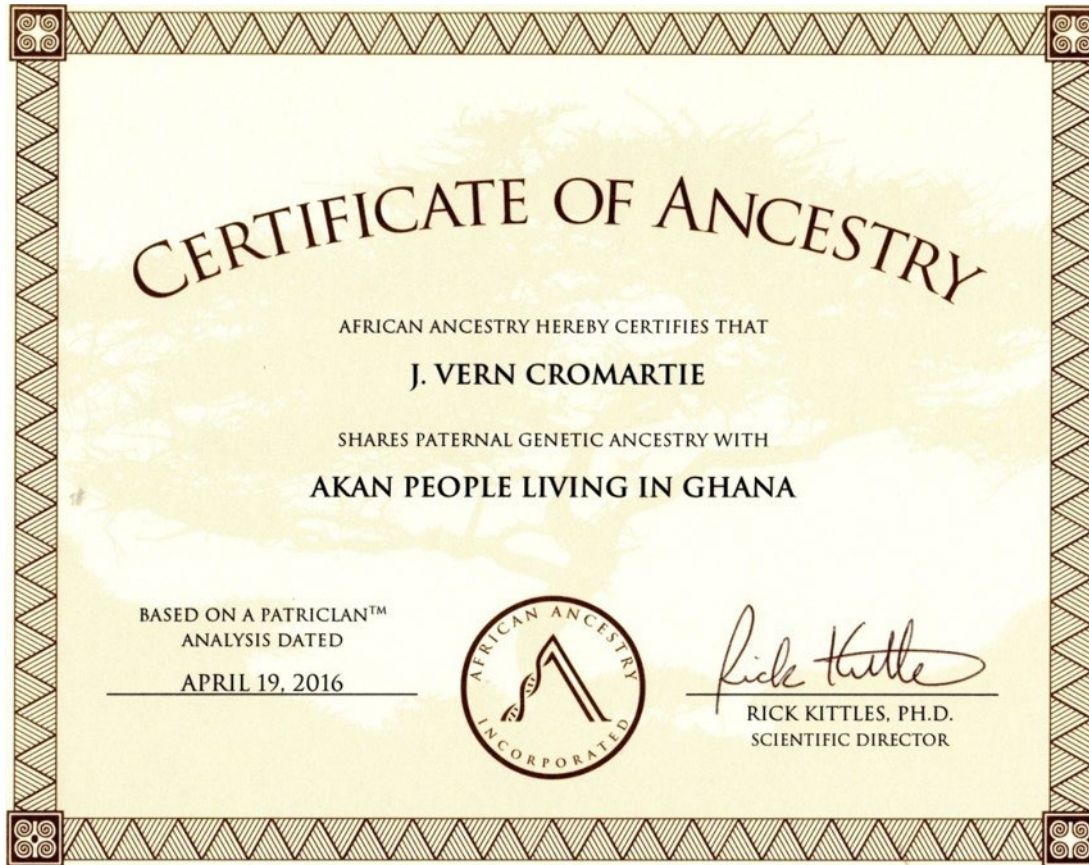 CERTIFICATE OF ANCESTRY
AFRICAN ANCESTRY HEREBY CERTIFIES THAT
J. VERN CROMARTIE
SHARES PATERNAL GENETIC ANCESTRY WITH
AKAN PEOPLE LIVING IN GHANA
BASED ON A PATRICLAN™
ANALYSIS DATED
APRIL 19, 2016
AFRICAN ANCESTRY
INCORPORATED
Rick Kittles
RICK KITTLES, PH.D.
SCIENTIFIC DIRECTOR